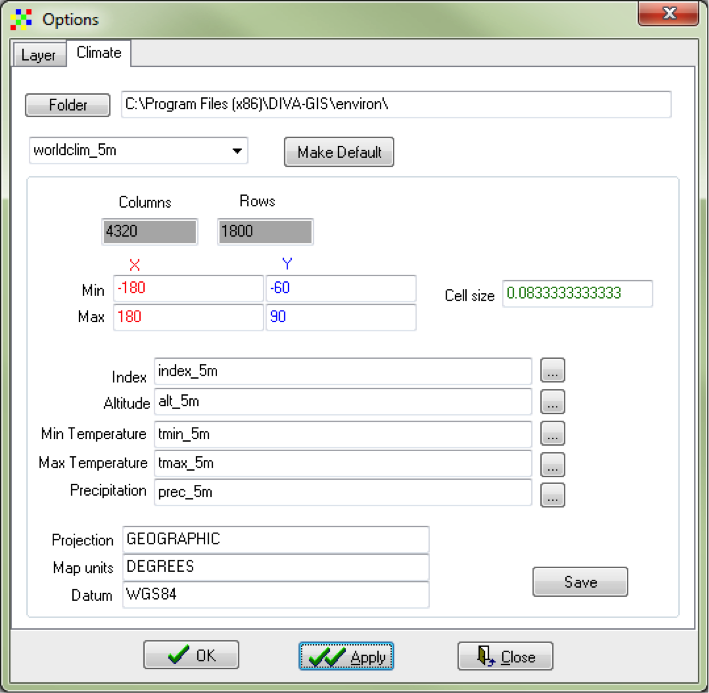 Options
Layer Climate
Folder C:\Program Files (x86)\DIVA-GIS\environ\
worldclim_5m Make Default
Columns Rows
4320 1800
X Y
Min -180 -60
Cell size 0.0833333333333
Max 180 90
Index index_5m ...
Altitude alt_5m ...
Min Temperature tmin_5m ...
Max Temperature tmax_5m ...
Precipitation prec_5m ...
Projection GEOGRAPHIC
Map units DEGREES
Datum WGS84
Save
OK Apply Close